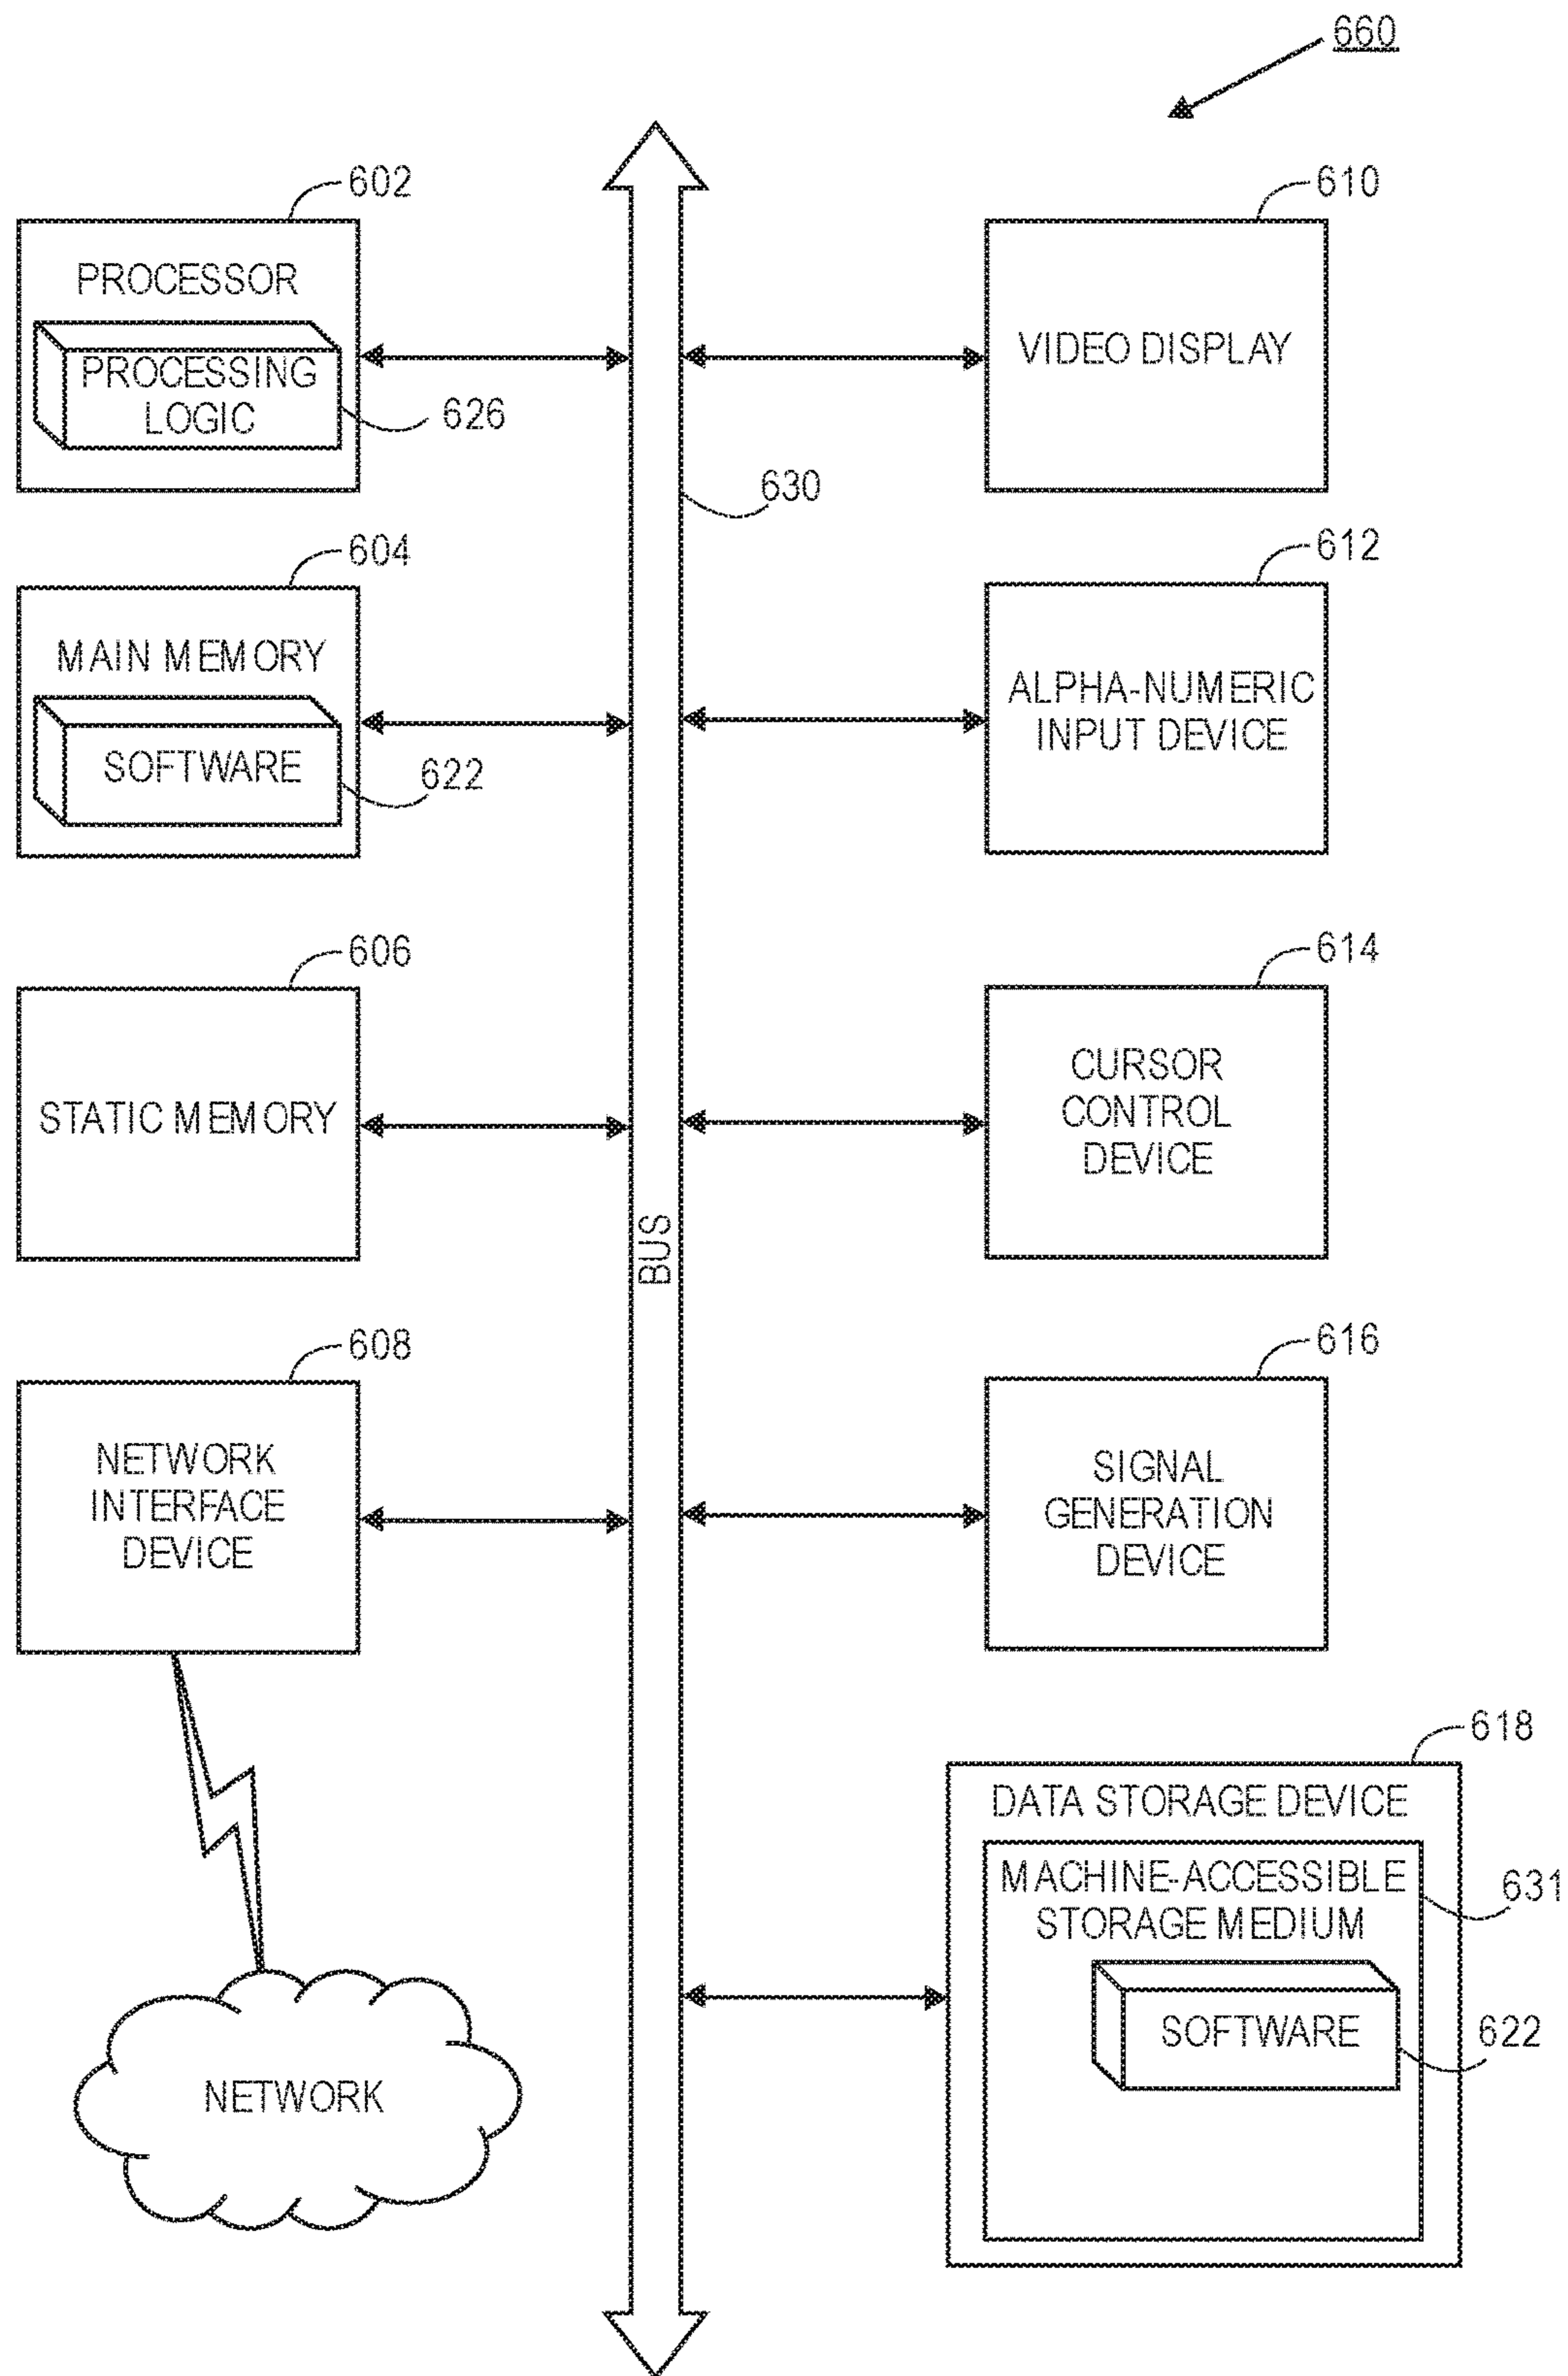 660
602
PROCESSOR
PROCESSING
LOGIC
626
604
MAIN MEMORY
SOFTWARE
622
606
STATIC MEMORY
608
NETWORK
INTERFACE
DEVICE
NETWORK
BUS
630
610
VIDEO DISPLAY
612
ALPHA-NUMERIC
INPUT DEVICE
614
CURSOR
CONTROL
DEVICE
616
SIGNAL
GENERATION
DEVICE
618
DATA STORAGE DEVICE
MACHINE-ACCESSIBLE
STORAGE MEDIUM
631
SOFTWARE
622